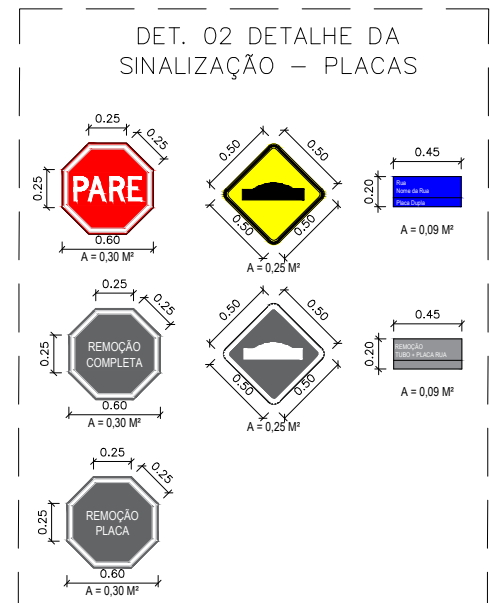 DET. 02 DETALHE DA
SINALIZAÇÃO – PLACAS
0.25
0.25
0.25
PARE
0.60
A = 0,30 M²
0.50
0.50
0.50
0.50
A = 0,25 M²
0.45
0.20
Rua
Nome da Rua
Placa Dupla
A = 0,09 M²
0.25
0.25
0.25
REMOÇÃO
COMPLETA
0.60
A = 0,30 M²
0.50
0.50
0.50
0.50
A = 0,25 M²
0.45
0.20
REMOÇÃO
TUBO + PLACA RUA
A = 0,09 M²
0.25
0.25
0.25
REMOÇÃO
PLACA
0.60
A = 0,30 M²